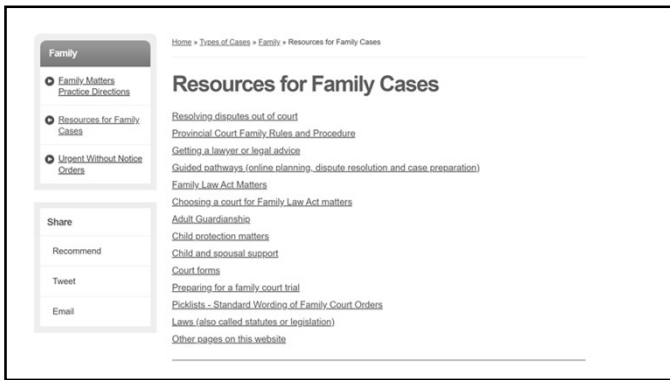 Family
Family Matters
Practice Directions
Resources for Family
Cases
Urgent Without Notice
Orders
Share
Recommend
Tweet
Email
Home » Types of Cases » Family » Resources for Family Cases
Resources for Family Cases
Resolving disputes out of court
Provincial Court Family Rules and Procedure
Getting a lawyer or legal advice
Guided pathways (online planning, dispute resolution and case preparation)
Family Law Act Matters
Choosing a court for Family Law Act matters
Adult Guardianship
Child protection matters
Child and spousal support
Court forms
Preparing for a family court trial
Picklists - Standard Wording of Family Court Orders
Laws (also called statutes or legislation)
Other pages on this website